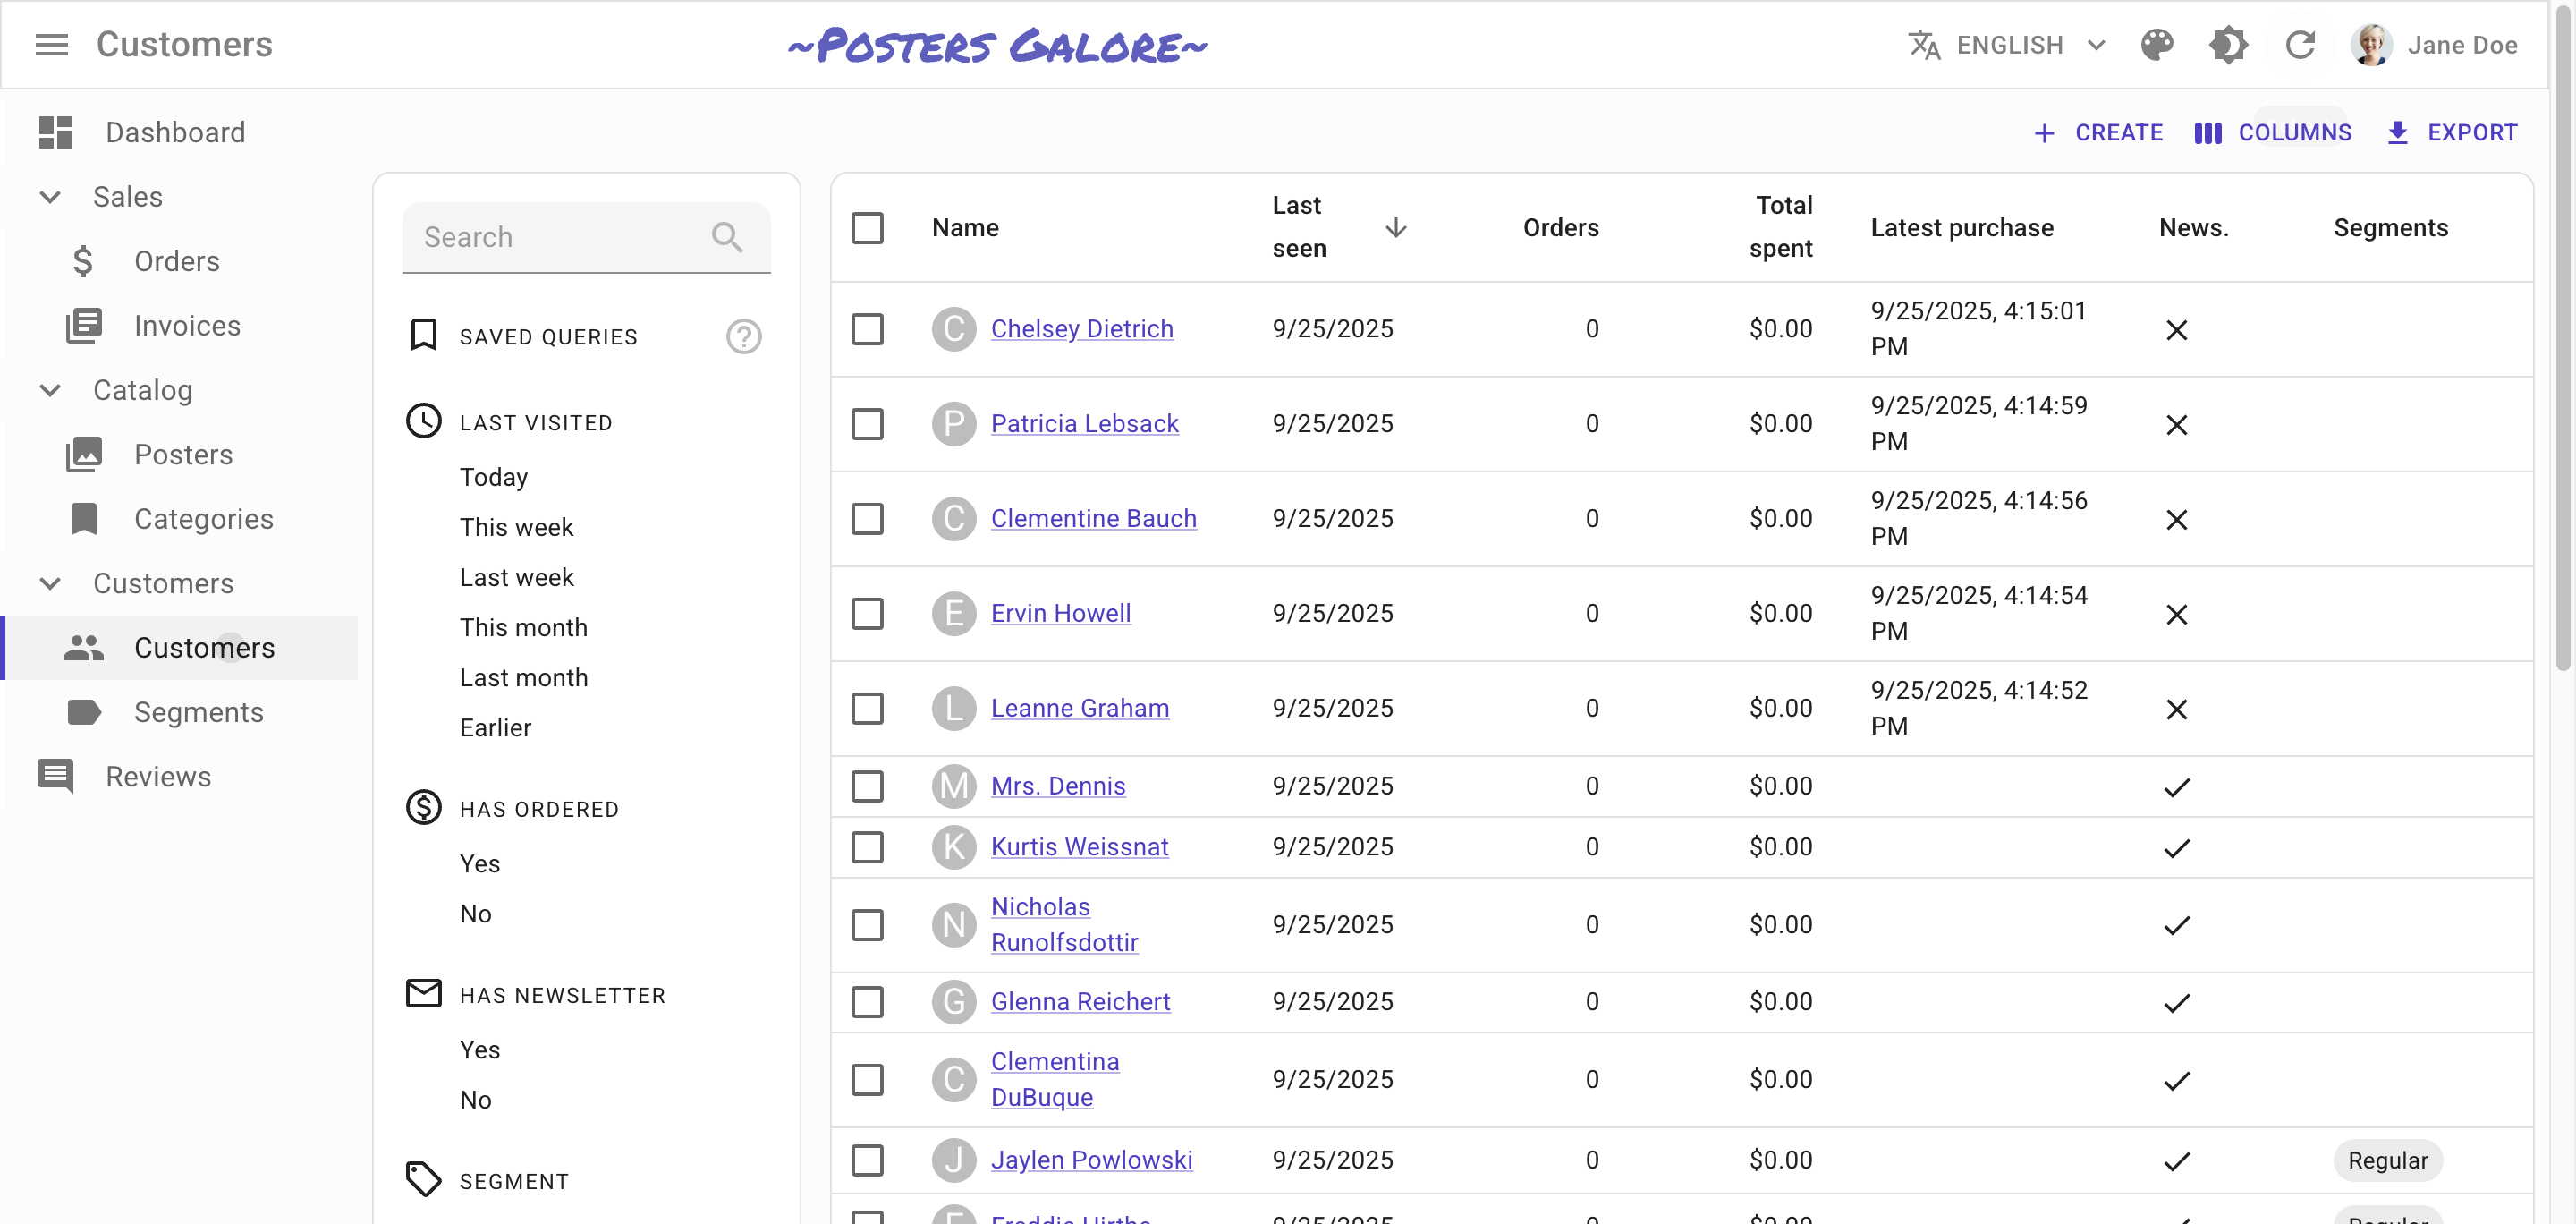 Customers
~Posters Galore~
ENGLISH
Jane Doe
Dashboard
Sales
Orders
Invoices
Catalog
Posters
Categories
Customers
Customers
Segments
Reviews
CREATE
COLUMNS
EXPORT
Search
SAVED QUERIES
?
LAST VISITED
Today
This week
Last week
This month
Last month
Earlier
HAS ORDERED
Yes
No
HAS NEWSLETTER
Yes
No
SEGMENT
Name
Last
seen
Orders
Total
spent
Latest purchase
News.
Segments
C Chelsey Dietrich 9/25/2025 0 $0.00 9/25/2025, 4:15:01
PM
P Patricia Lebsack 9/25/2025 0 $0.00 9/25/2025, 4:14:59
PM
C Clementine Bauch 9/25/2025 0 $0.00 9/25/2025, 4:14:56
PM
E Ervin Howell 9/25/2025 0 $0.00 9/25/2025, 4:14:54
PM
L Leanne Graham 9/25/2025 0 $0.00 9/25/2025, 4:14:52
PM
M Mrs. Dennis 9/25/2025 0 $0.00
K Kurtis Weissnat 9/25/2025 0 $0.00
N Nicholas
Runolfsdottir 9/25/2025 0 $0.00
G Glenna Reichert 9/25/2025 0 $0.00
C Clementina
DuBuque 9/25/2025 0 $0.00
J Jaylen Powlowski 9/25/2025 0 $0.00 Regular
F Freddie Hirthe 9/25/2025 0 $0.00 Regular